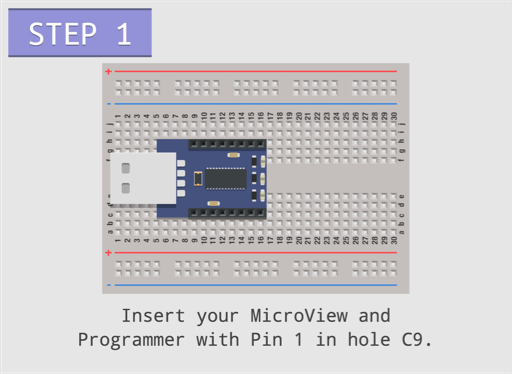 STEP 1
+
-
1 2 3 4 5 6 7 8 9 10 11 12 13 14 15 16 17 18 19 20 21 22 23 24 25 26 27 28 29 30
j j
i i
h h
g g
f f
e e
d d
c c
b b
a a
1 2 3 4 5 6 7 8 9 10 11 12 13 14 15 16 17 18 19 20 21 22 23 24 25 26 27 28 29 30
+
-
Insert your MicroView and
Programmer with Pin 1 in hole C9.